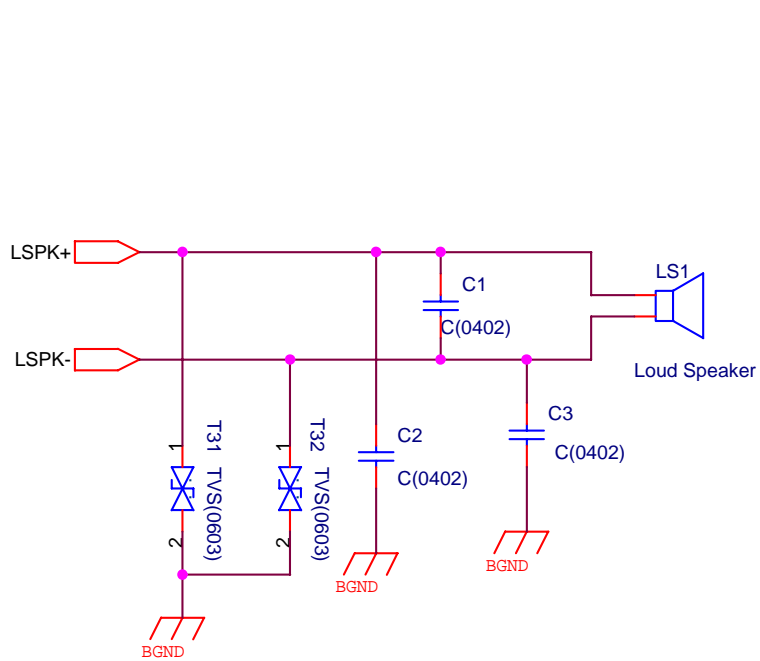 LSPK+
LS1
C1
C(0402)
LSPK-
Loud Speaker
C3
C(0402)
C2
C(0402)
1
T31 TVS(0603)
2
1
T32 TVS(0603)
2
BGND
BGND
BGND